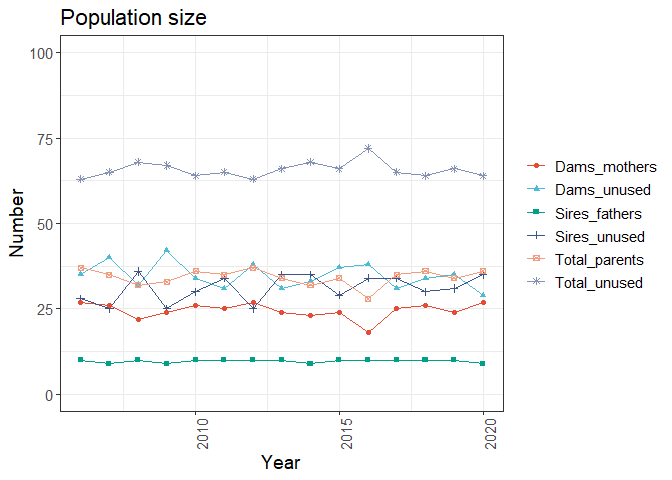 Population size
100
75
50
25
0
Number
2010
2015
2020
Year
Dams_mothers
Dams_unused
Sires_fathers
Sires_unused
Total_parents
Total_unused